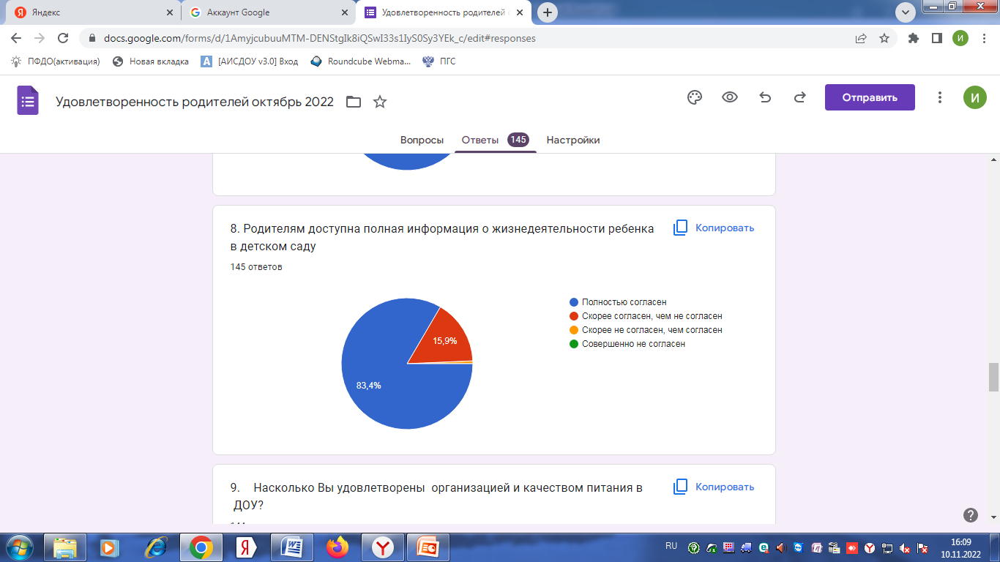 Яндекс
Аккаунт Google
Удовлетворенность родителей
docs.google.com/forms/d/1AmyjcubuuMTM-DENStgIk8iQSwI33s1IyS0Sy3YEk_c/edit#responses
И
ПФДО(активация)
Новая вкладка
[АИСДОУ v3.0] Вход
Roundcube Webma...
ПГС
Удовлетворенность родителей октябрь 2022
Отправить
И
Вопросы
Ответы 145
Настройки
8. Родителям доступна полная информация о жизнедеятельности ребенка
в детском саду
Копировать
145 ответов
Полностью согласен
Скорее согласен, чем не согласен
Скорее не согласен, чем согласен
Совершенно не согласен
15,9%
83,4%
9. Насколько Вы удовлетворены организацией и качеством питания в
ДОУ?
Копировать
RU
16:09
10.11.2022